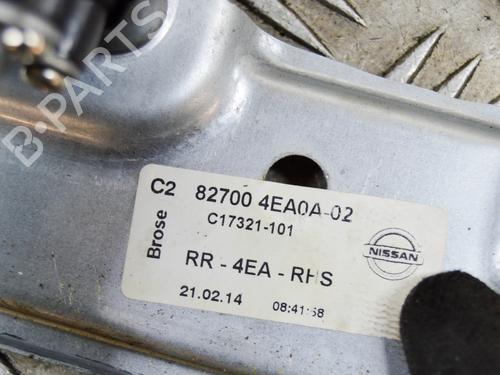 B-PARTS
C2 82700 4EA0A-02
C17321-101
Brose
NISSAN
RR - 4EA - RHS
21.02.14 08:41:58